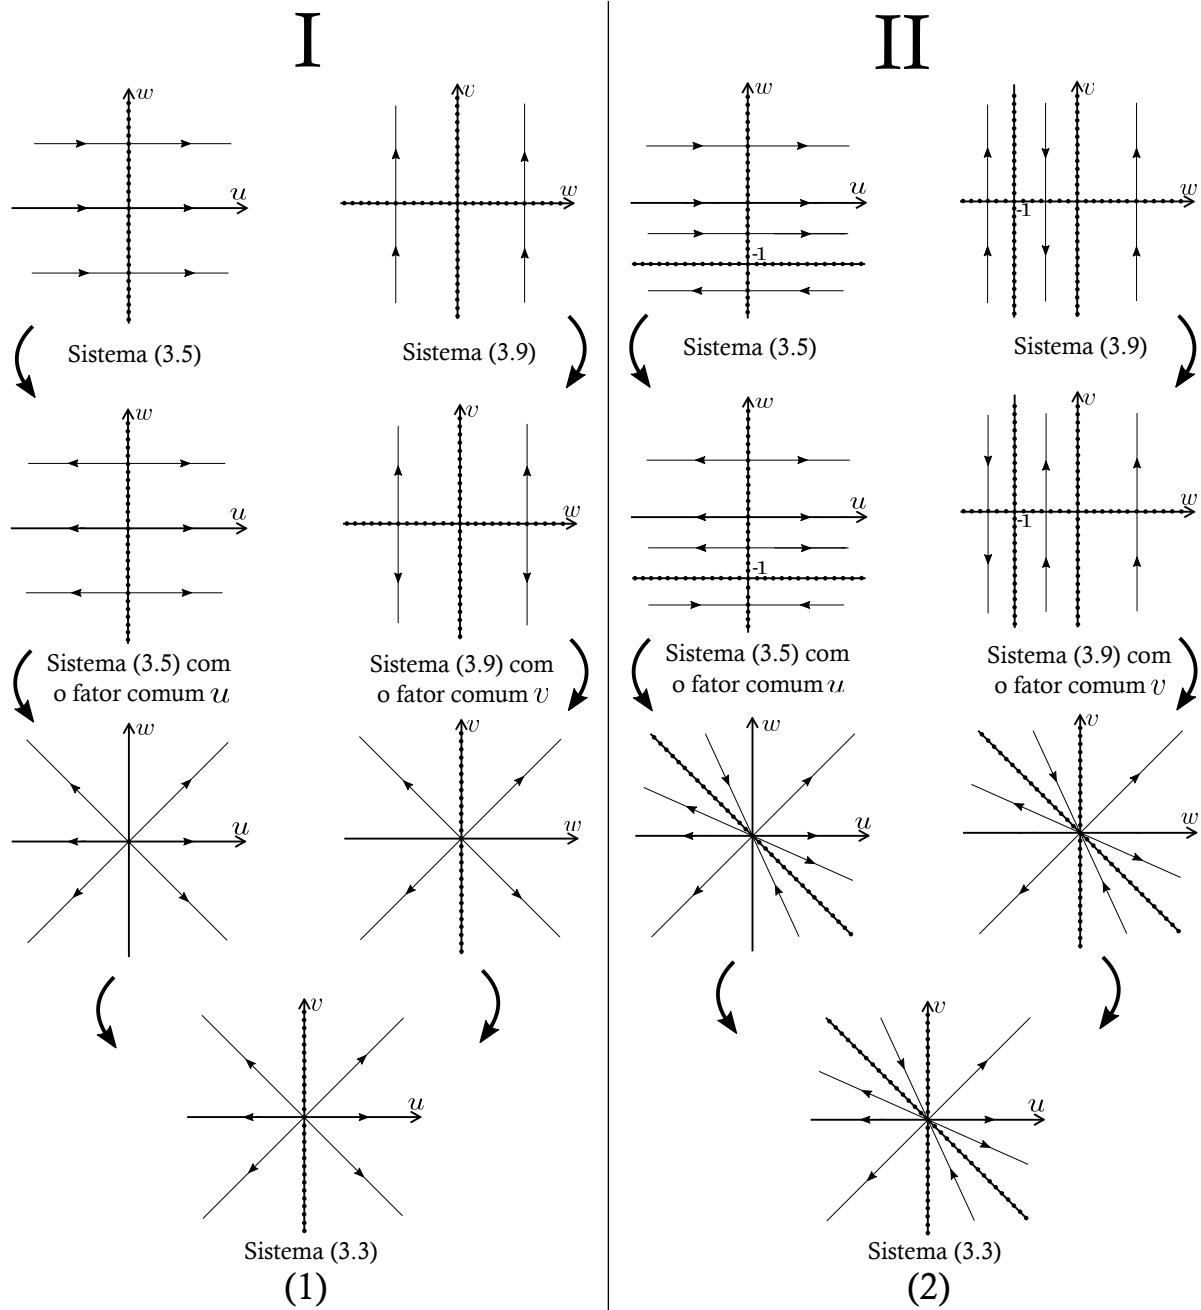 I
II
w
v
w
v
u
w
u
w
-1
-1
Sistema (3.5)
Sistema (3.9)
Sistema (3.5)
Sistema (3.9)
w
v
w
v
u
w
u
w
-1
-1
Sistema (3.5) com
o fator comum u
Sistema (3.9) com
o fator comum v
Sistema (3.5) com
o fator comum u
Sistema (3.9) com
o fator comum v
w
v
w
v
u
w
u
w
v
v
u
u
Sistema (3.3)
Sistema (3.3)
(1)
(2)